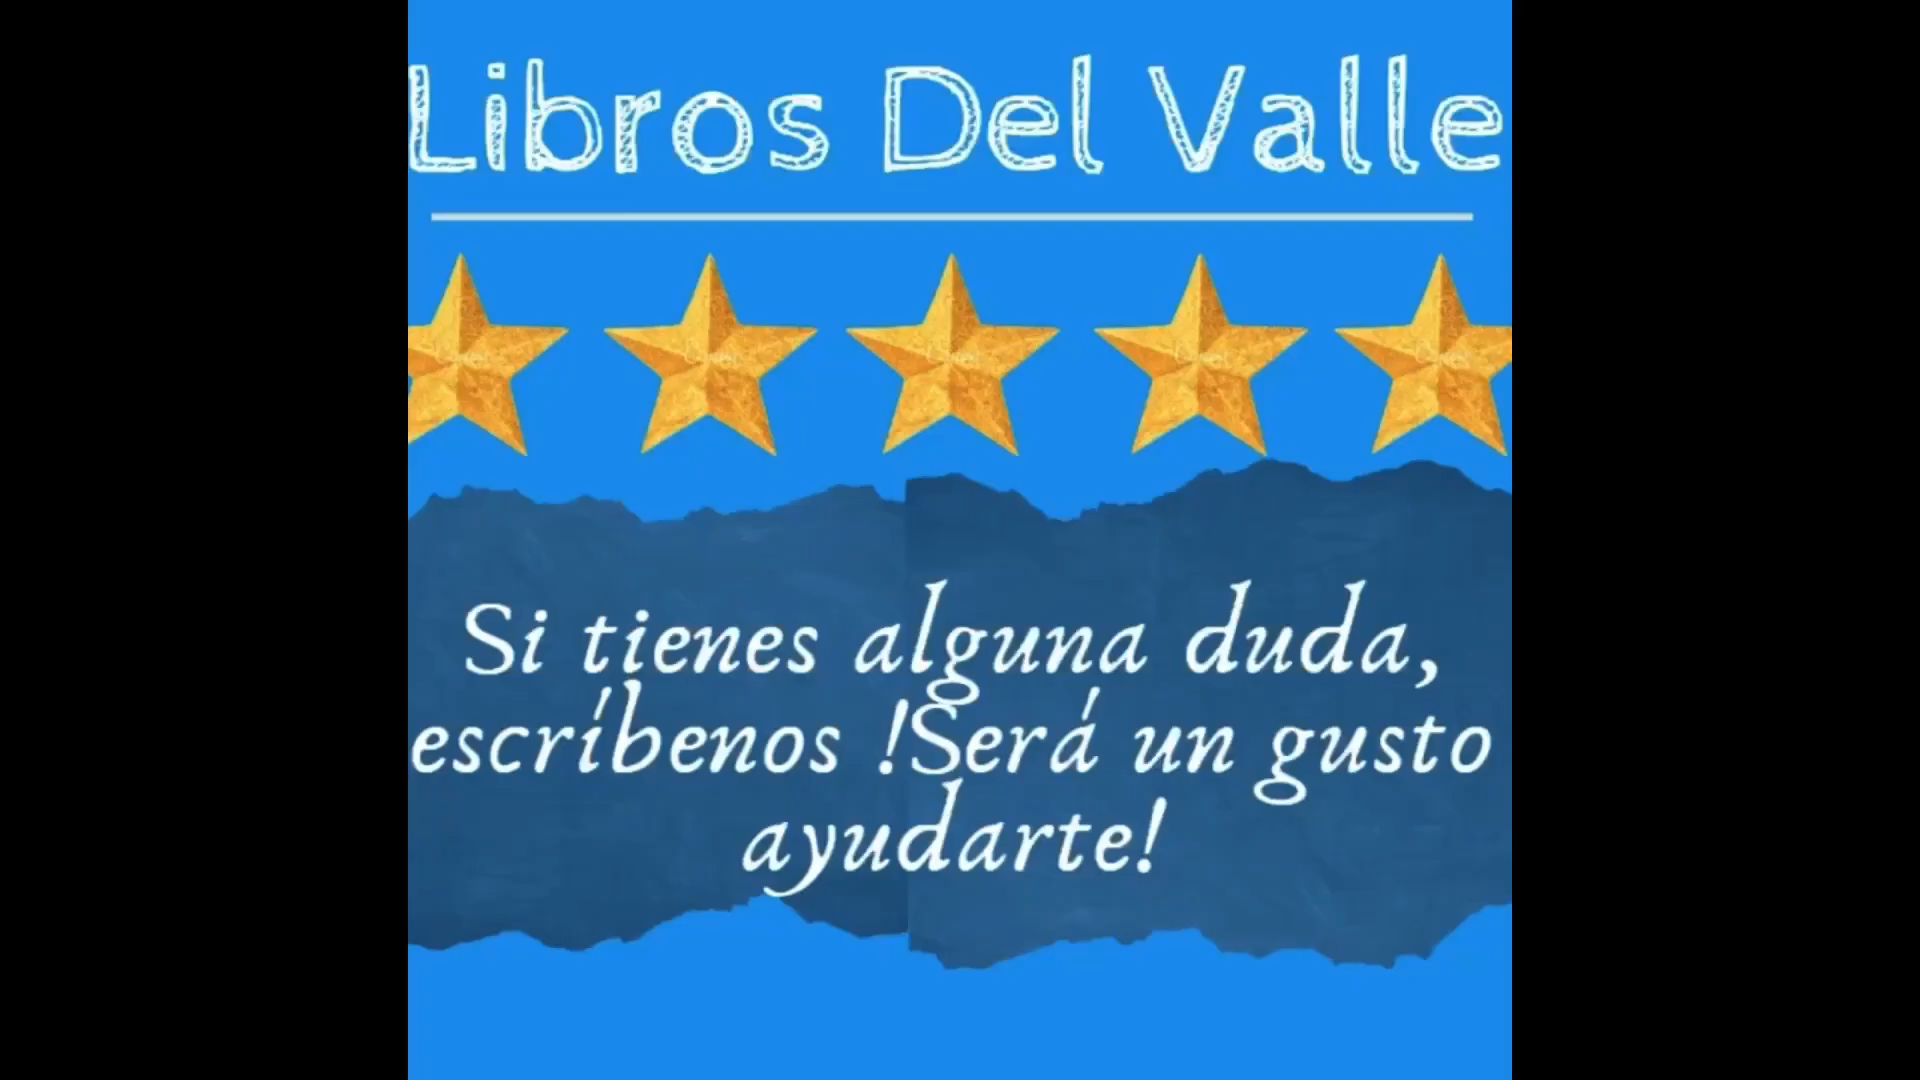 Libros Del Valle
Si tienes alguna duda,
escríbenos !Será un gusto
ayudarte!